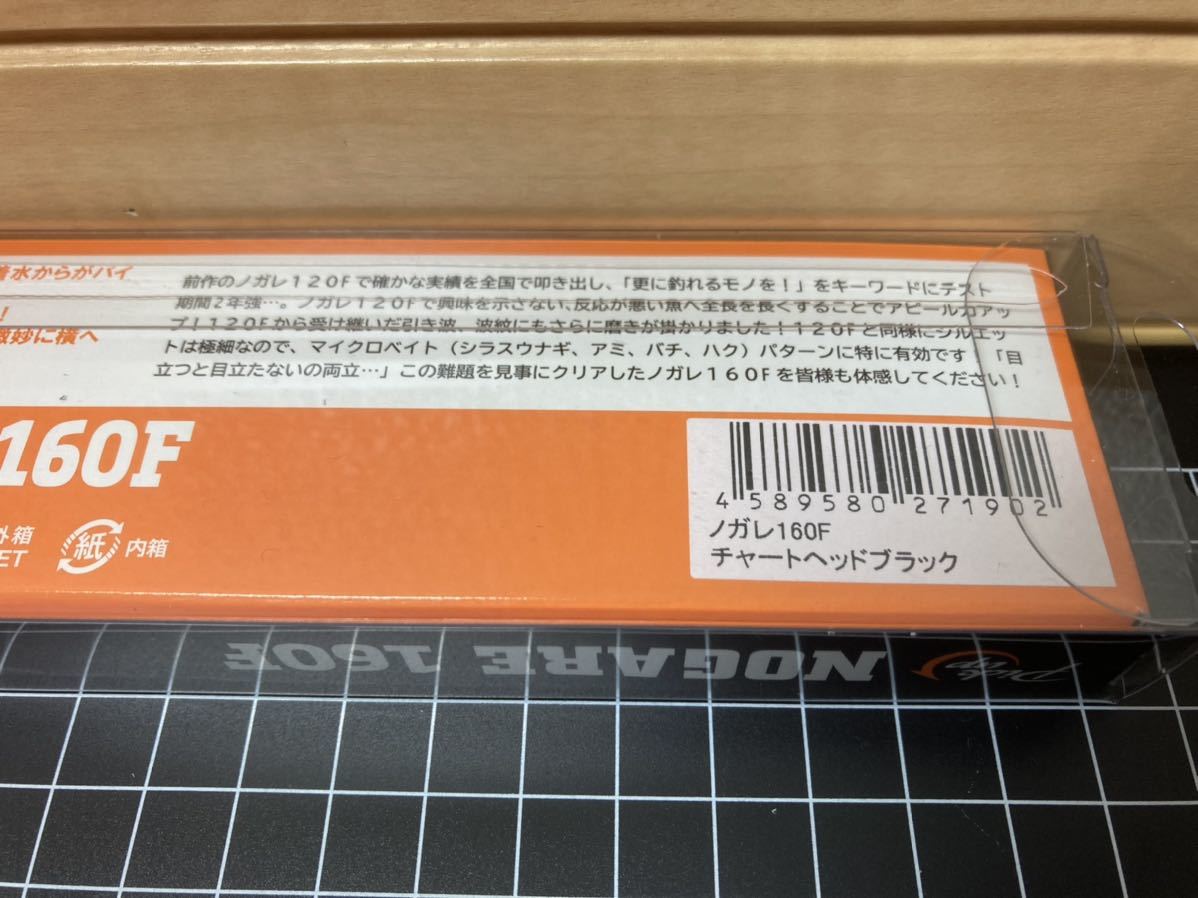 着水からがバイ
！
微妙に横へ
前作のノガレ１２０Ｆで確かな実績を全国で叩き出し、「更に釣れるモノを！」をキーワードにテスト
期間2年強…。ノガレ１２０Ｆで興味を示さない、反応が悪い魚へ全長を長くすることでアピール力アッ
プ！１２０Ｆから受け継いだ引き波、波紋にもさらに磨きが掛かりました！１２０Ｆと同様にシルエッ
トは極細なので、マイクロベイト（シラスウナギ、アミ、バチ、ハク）パターンに特に有効です！「目
立つと目立たないの両立…」この難題を見事にクリアしたノガレ１６０Ｆを皆様も体感してください！
160F
外箱
ET
紙 内箱
4 589580 271902
ノガレ160F
チャートヘッドブラック
NOGARE 160F
Pick up